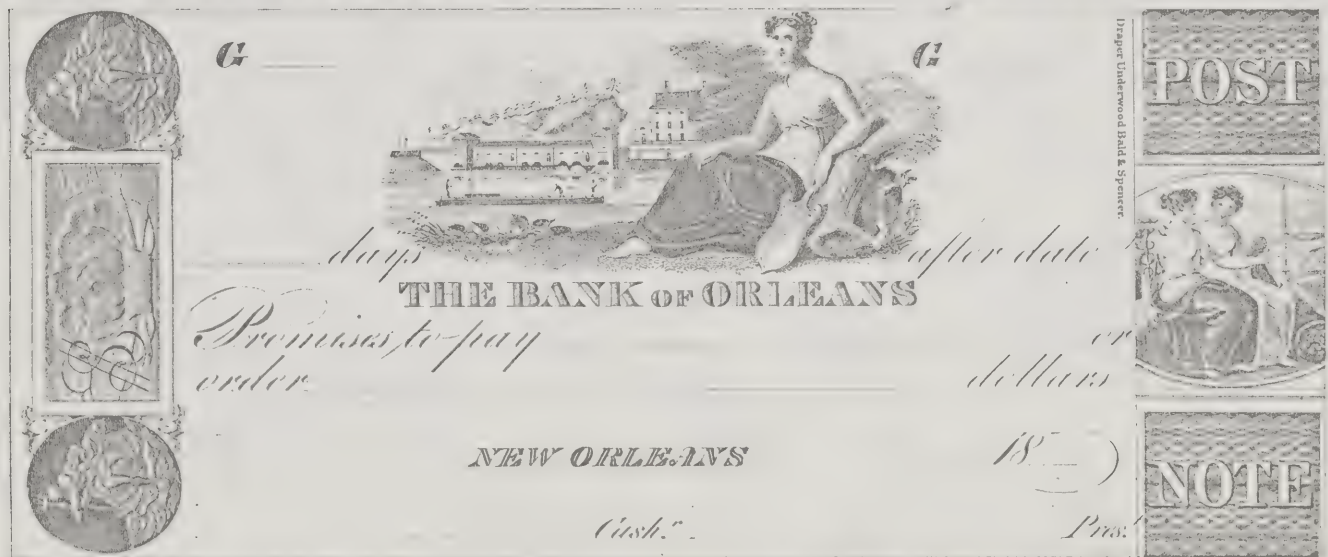 G G
Draper Underwood Bald & Spencer.
POST
days after date
THE BANK OF ORLEANS
Promises to pay or
order dollars
NEW ORLEANS 18
NOTE
Cash.r Pres.t